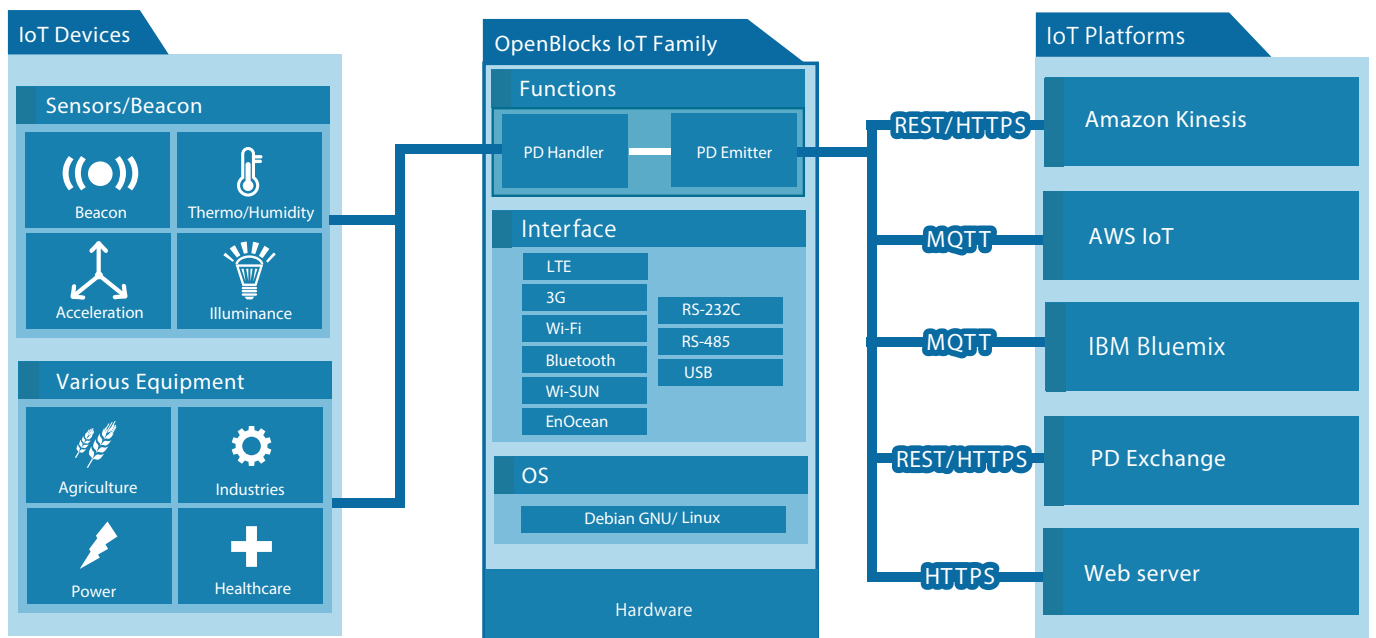 IoT Devices
Sensors/Beacon
Beacon
Thermo/Humidity
Acceleration
Illuminance
Various Equipment
Agriculture
Industries
Power
Healthcare
OpenBlocks IoT Family
Functions
PD Handler
PD Emitter
Interface
LTE
3G
Wi-Fi
Bluetooth
Wi-SUN
EnOcean
RS-232C
RS-485
USB
OS
Debian GNU/ Linux
Hardware
REST/HTTPS
MQTT
MQTT
REST/HTTPS
HTTPS
IoT Platforms
Amazon Kinesis
AWS IoT
IBM Bluemix
PD Exchange
Web server